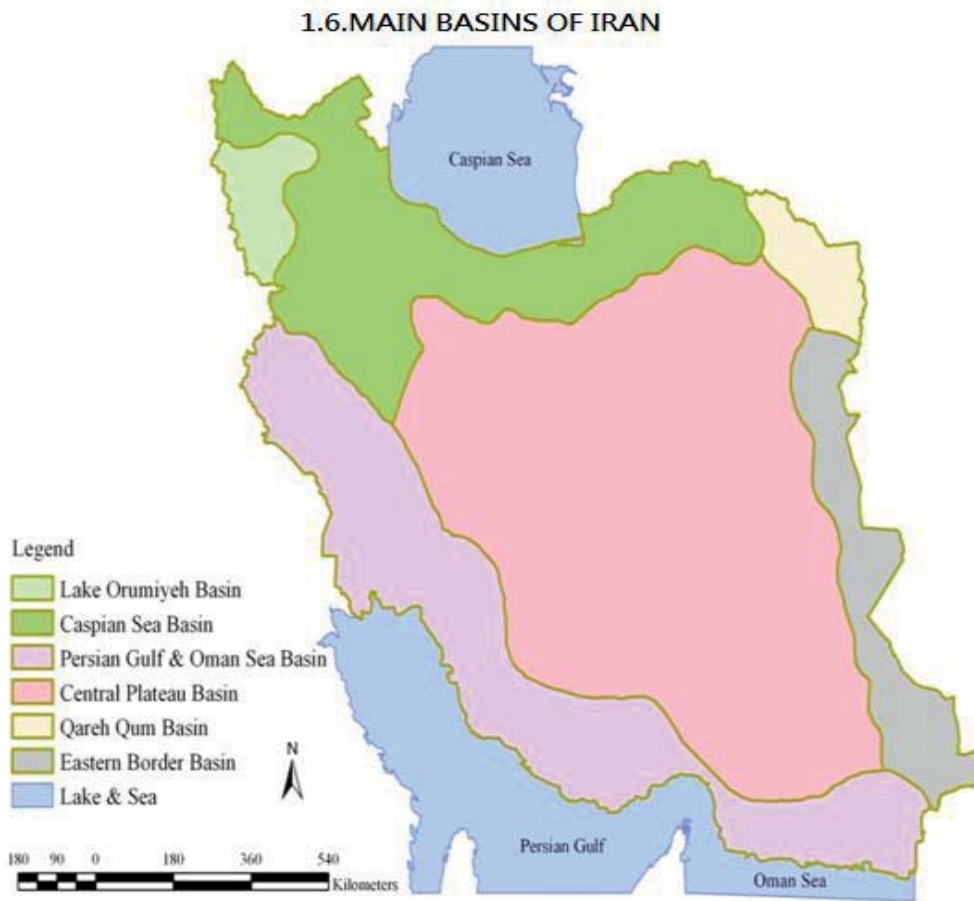 1.6.MAIN BASINS OF IRAN
Caspian Sea
Legend
Lake Orumiyeh Basin
Caspian Sea Basin
Persian Gulf & Oman Sea Basin
Central Plateau Basin
Qareh Qum Basin
Eastern Border Basin
Lake & Sea
N
180 90 0 180 360 540
Kilometers
Persian Gulf
Oman Sea